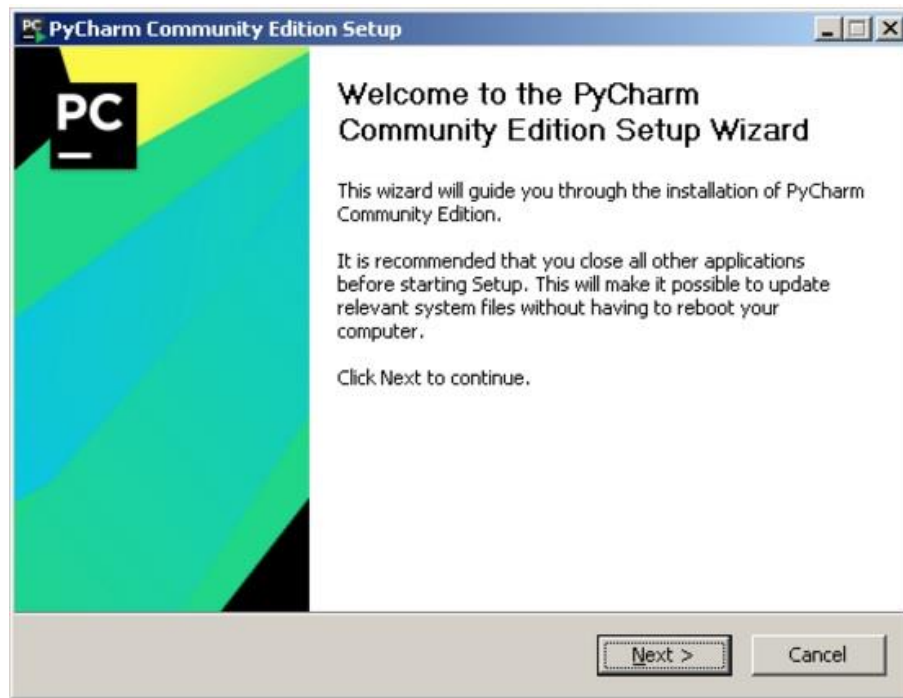 PyCharm Community Edition Setup
PC
Welcome to the PyCharm
Community Edition Setup Wizard
This wizard will guide you through the installation of PyCharm
Community Edition.
It is recommended that you close all other applications
before starting Setup. This will make it possible to update
relevant system files without having to reboot your
computer.
Click Next to continue.
Next > Cancel